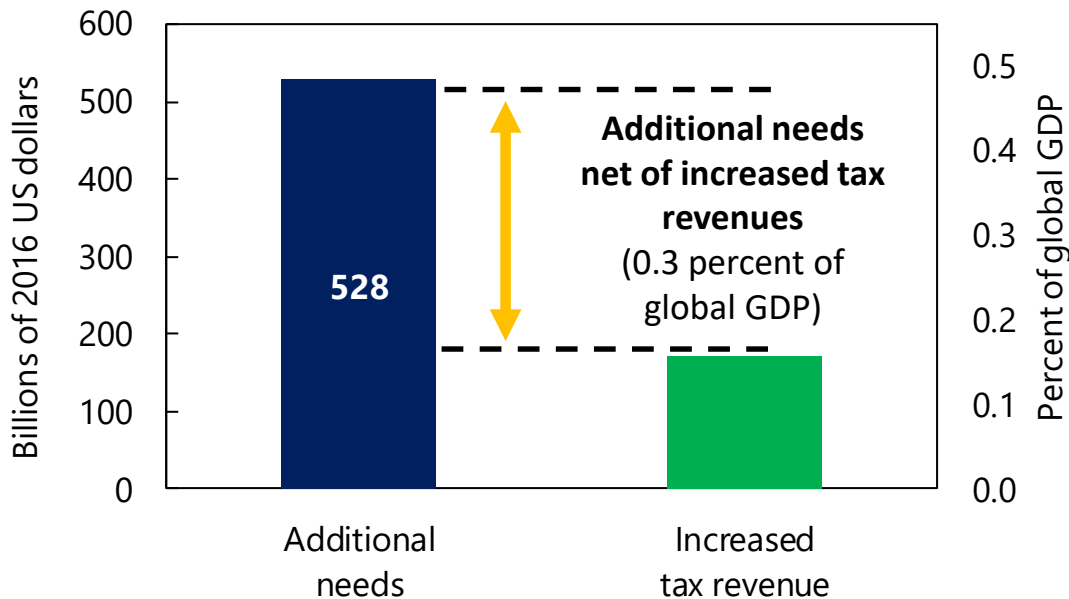 Billions of 2016 US dollars
600
500
400
300
200
100
0
528
Additional needs
net of increased tax
revenues
(0.3 percent of
global GDP)
0.5
0.4
0.3
0.2
0.1
0.0
Percent of global GDP
Additional
needs
Increased
tax revenue